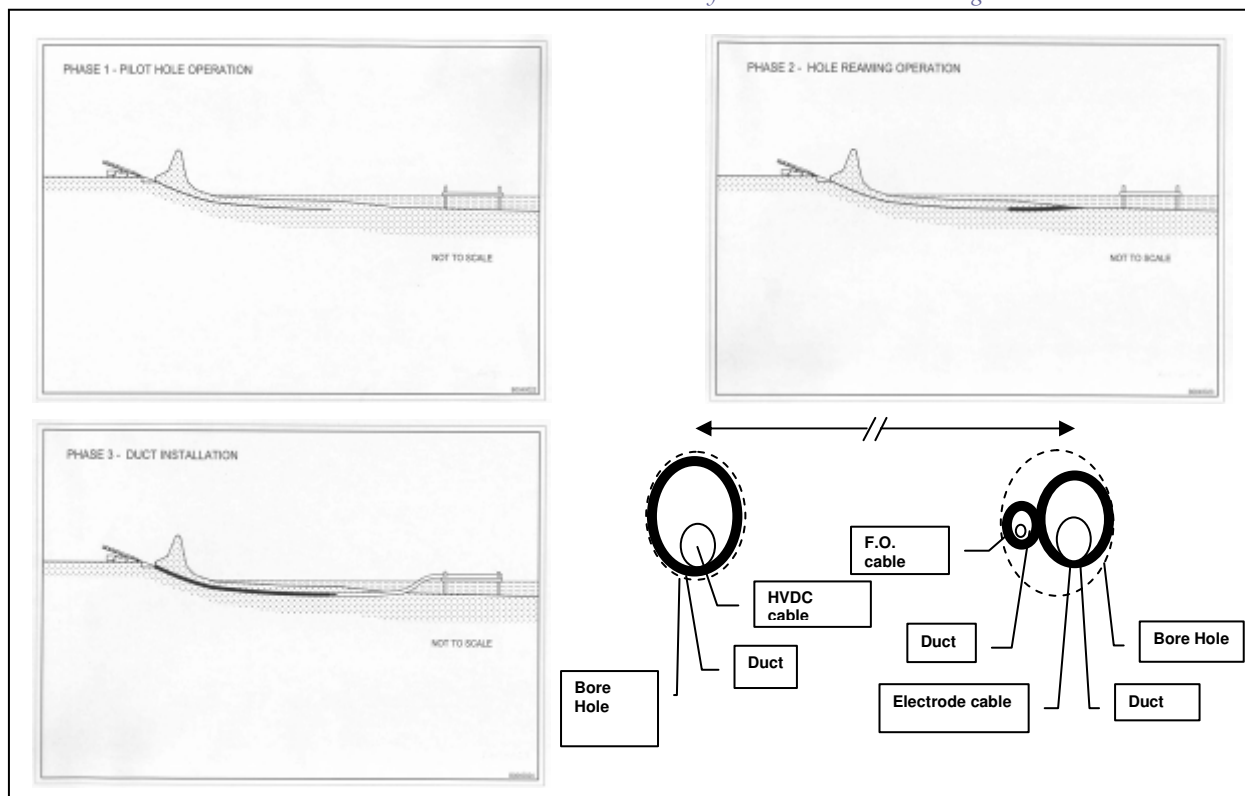 PHASE 1 - PILOT HOLE OPERATION
NOT TO SCALE
PHASE 2 - HOLE REAMING OPERATION
NOT TO SCALE
PHASE 3 - DUCT INSTALLATION
NOT TO SCALE
F.O.
cable
HVDC
cable
Duct
Bore
Hole
Duct
Bore Hole
Electrode cable
Duct